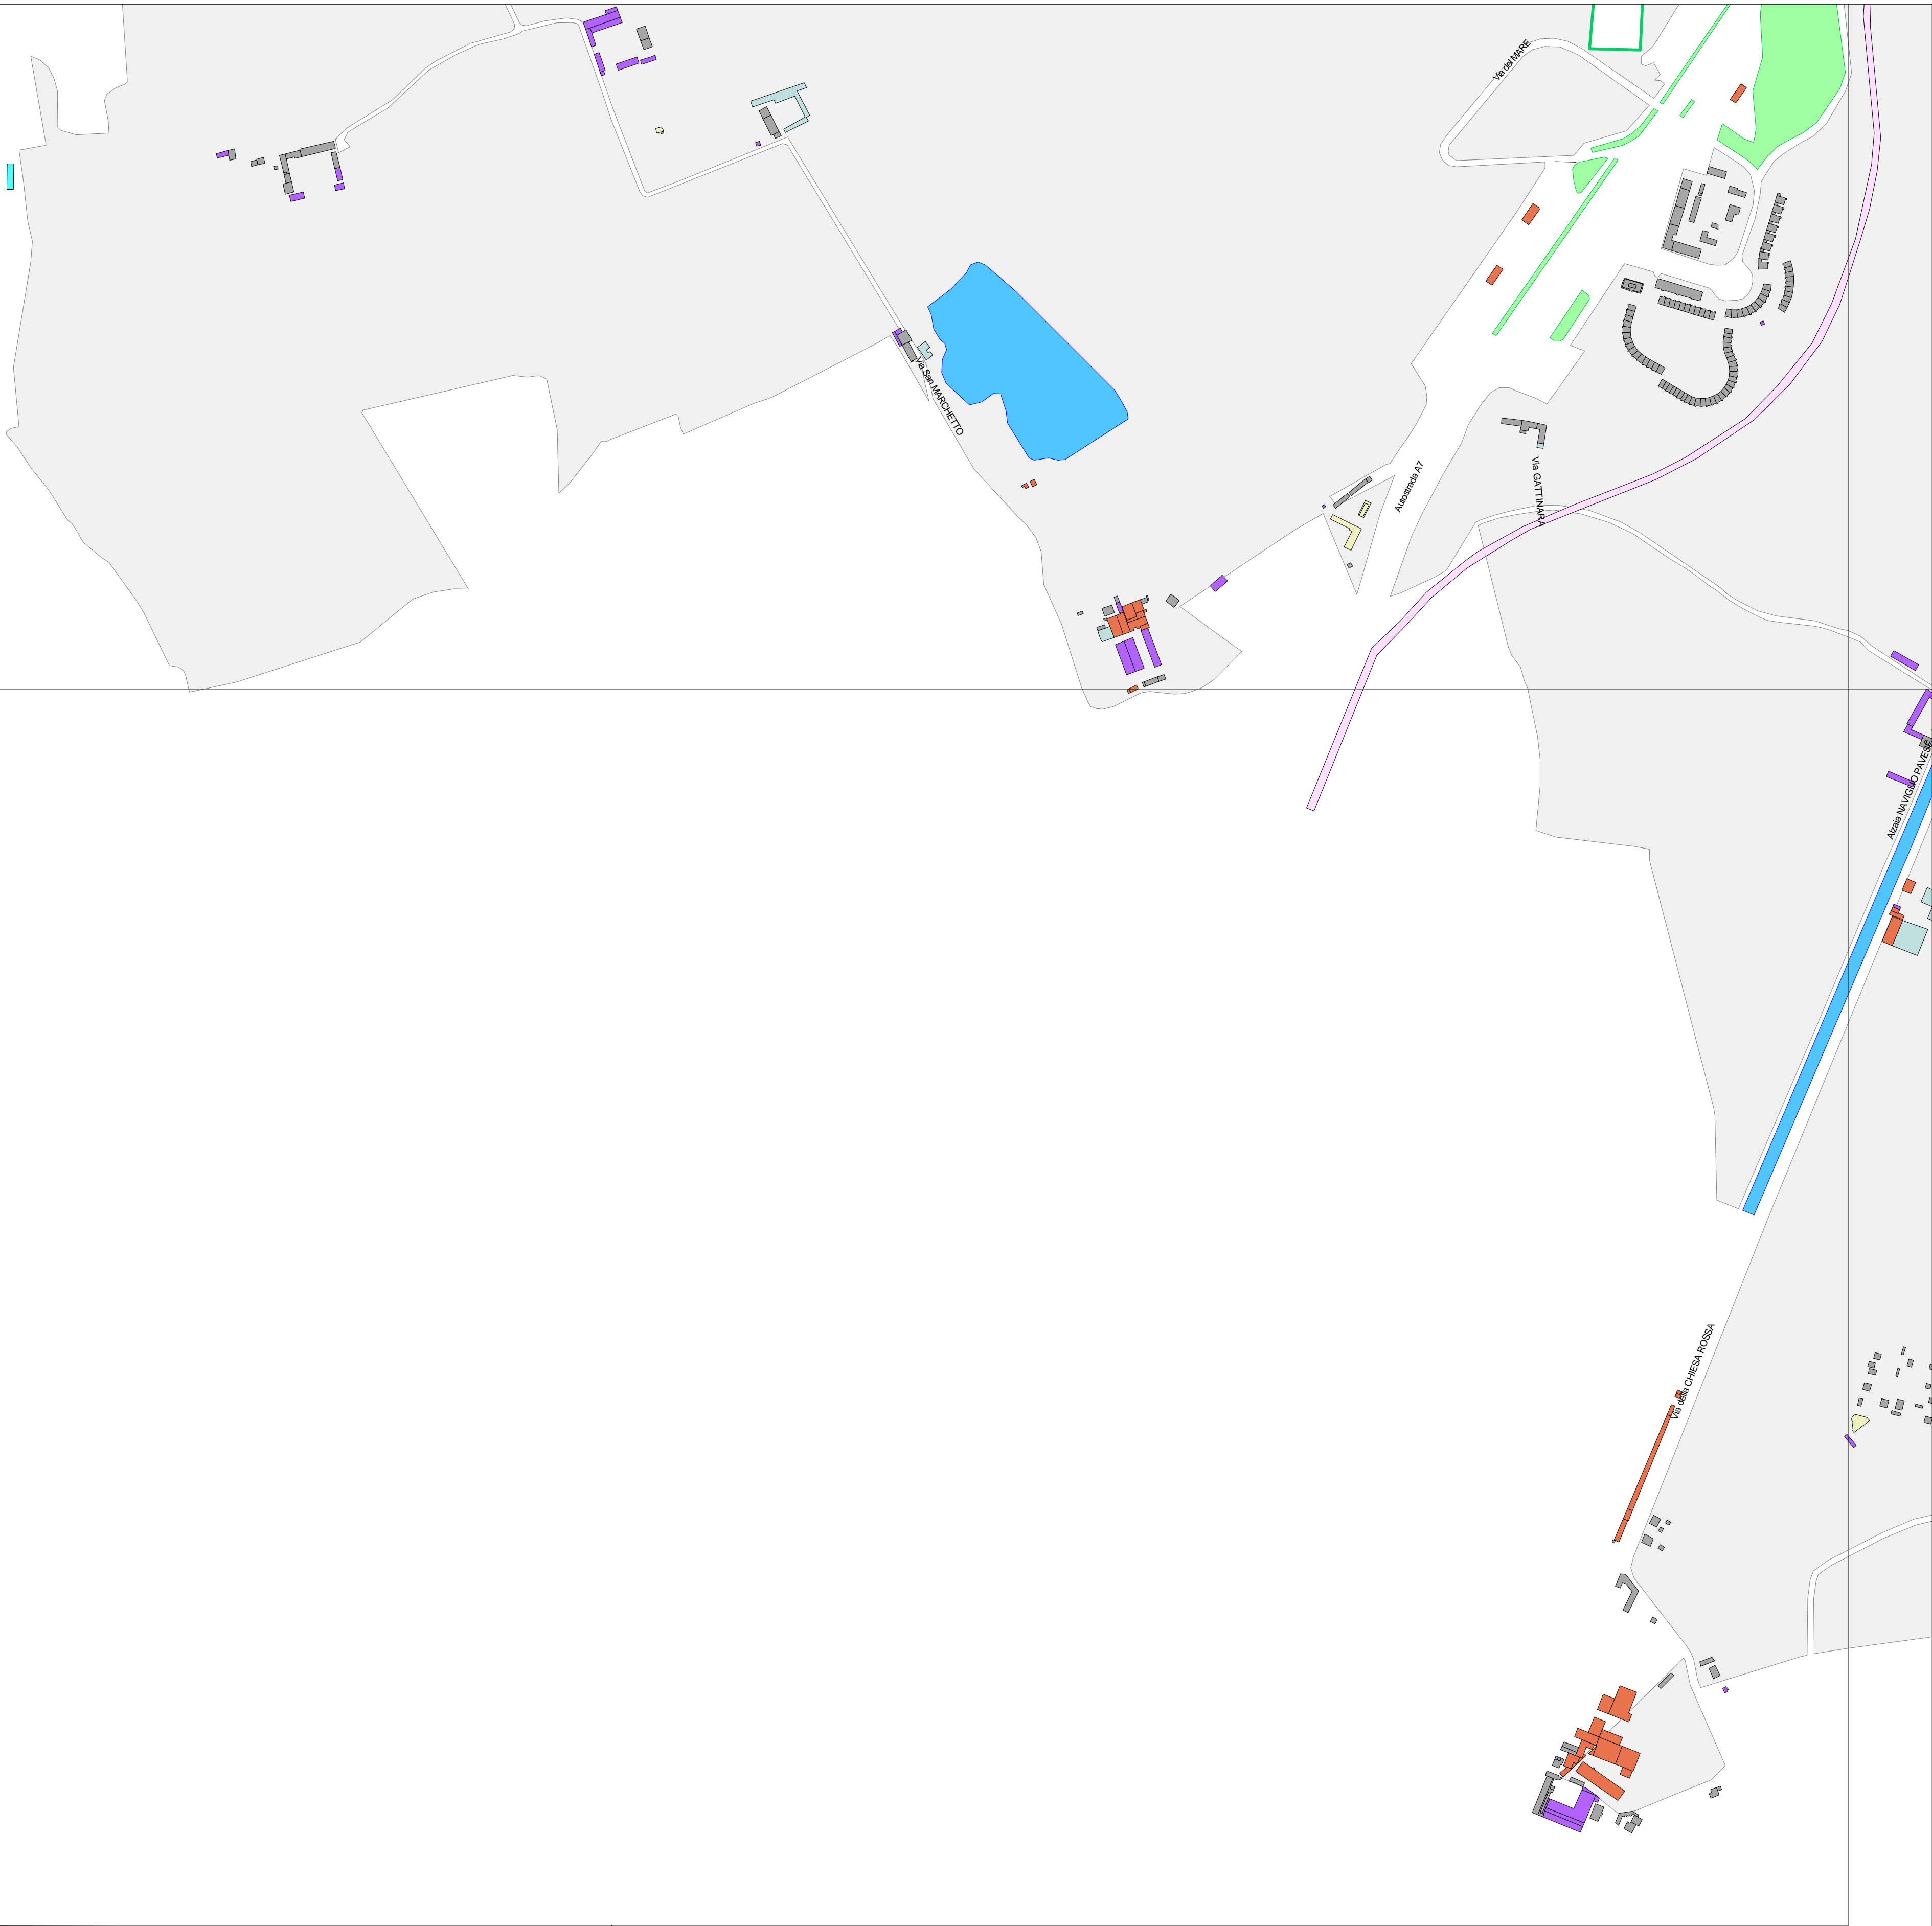 Via del MARE
Via San MARCHETTO
Autostrada A7
Via GATTINARA
Alzaia NAVIGLIO PAVESE
Via della CHIESA ROSSA